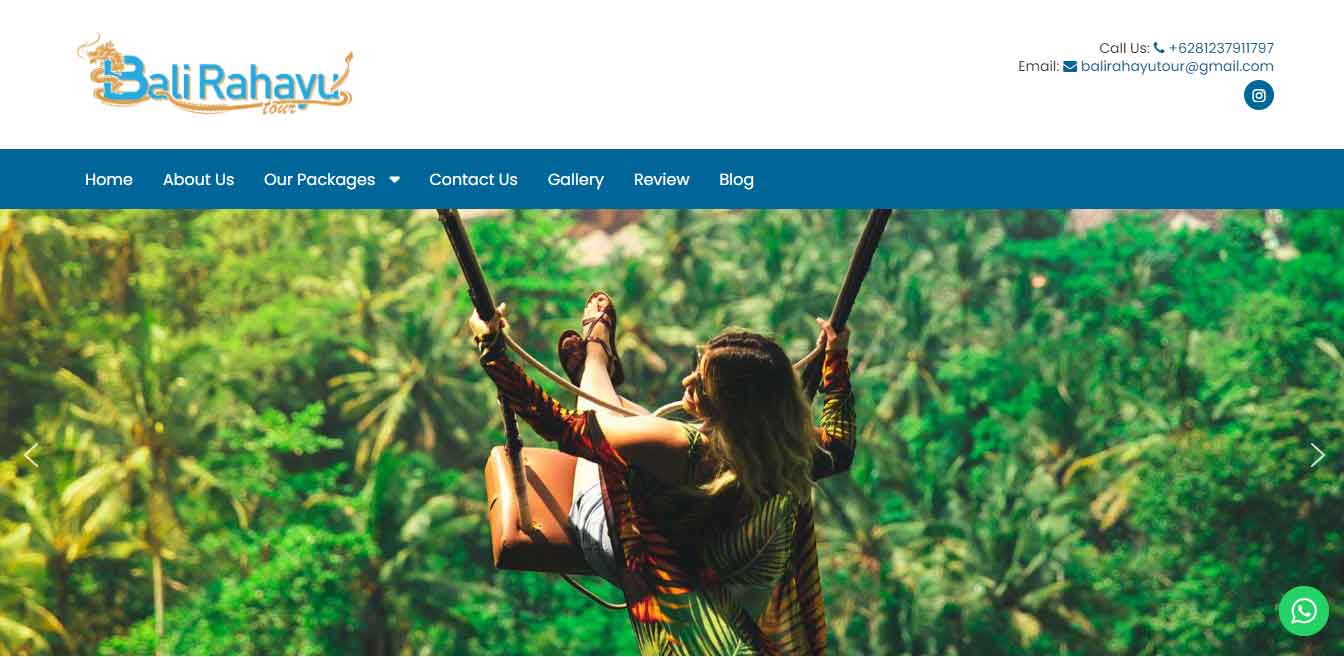 Bali Rahayu
tour
Call Us: +6281237911797
Email: balirahayutour@gmail.com
Home About Us Our Packages Contact Us Gallery Review Blog